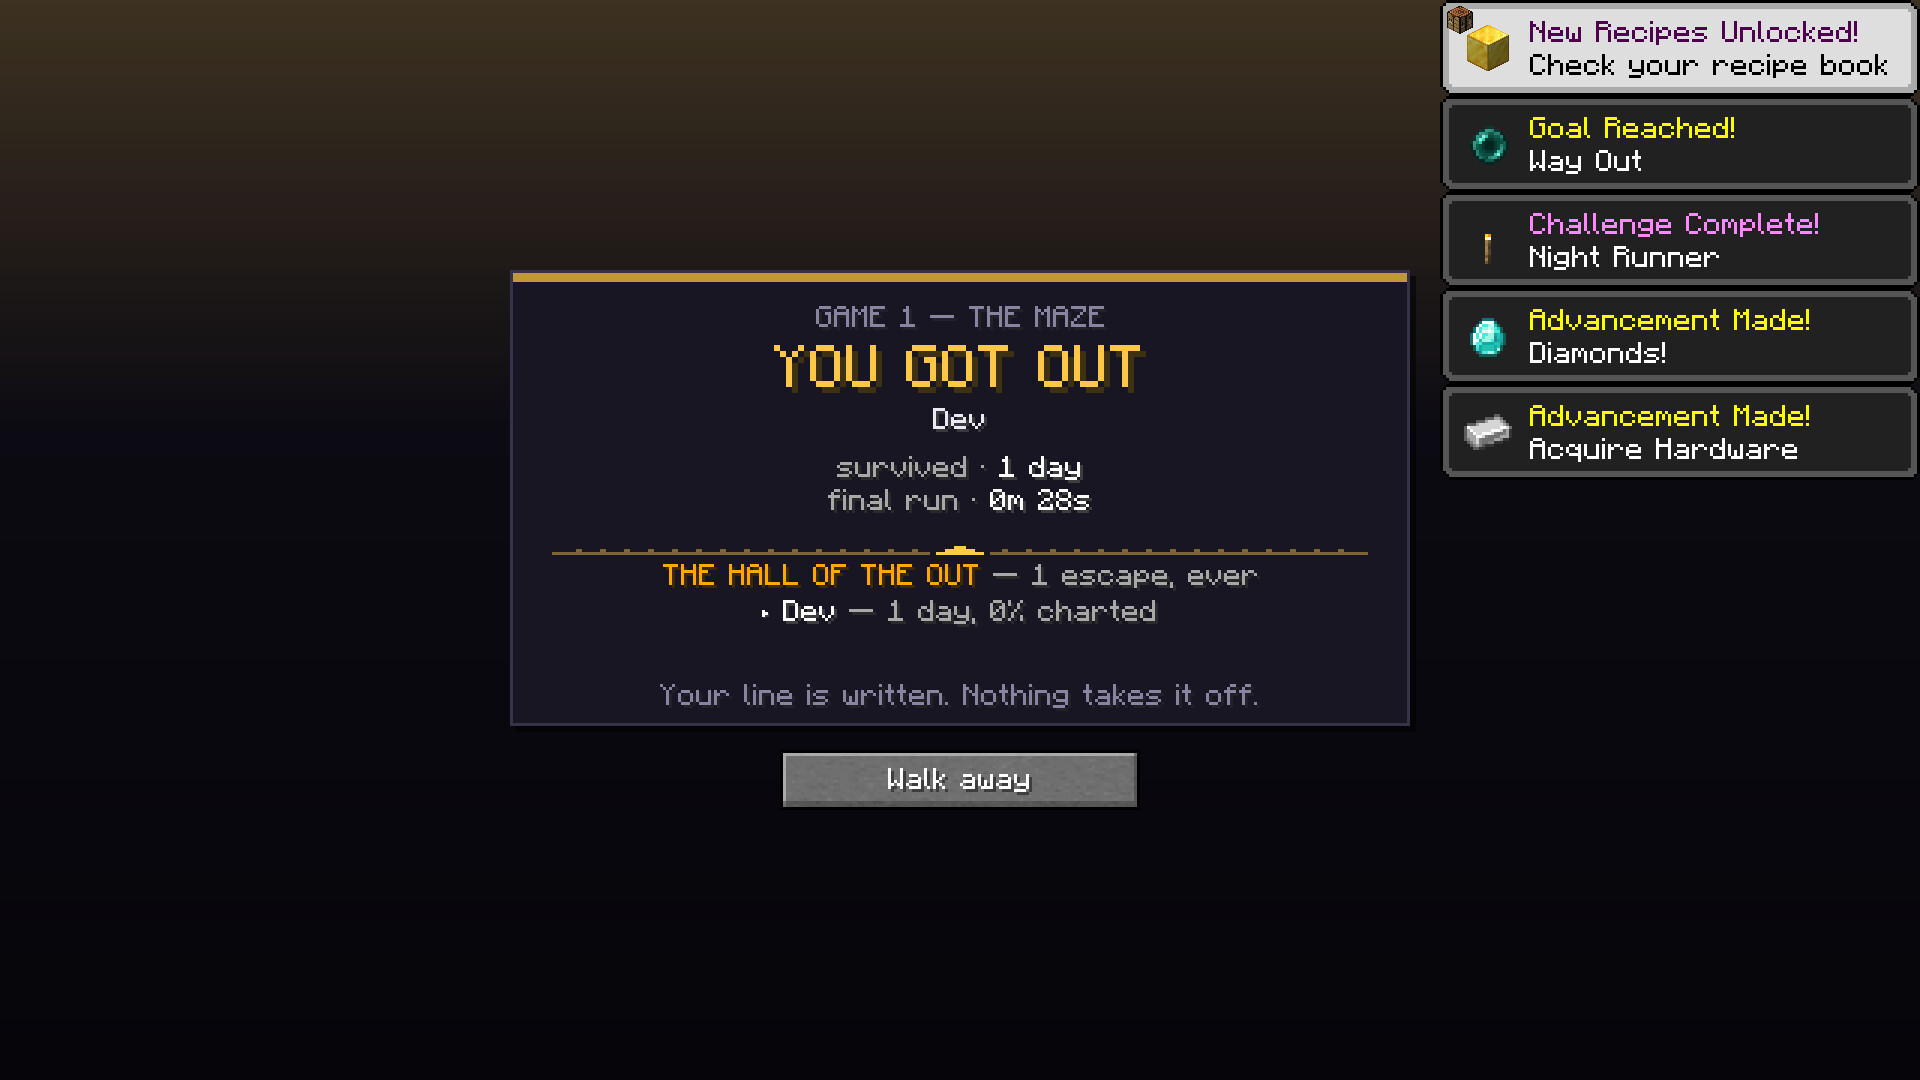 New Recipes Unlocked!
Check your recipe book
Goal Reached!
Way Out
Challenge Complete!
Night Runner
Advancement Made!
Diamonds!
Advancement Made!
Acquire Hardware
GAME 1 — THE MAZE
YOU GOT OUT
Dev
survived · 1 day
final run · 0m 28s
THE HALL OF THE OUT — 1 escape, ever
‣ Dev — 1 day, 0% charted
Your line is written. Nothing takes it off.
Walk away